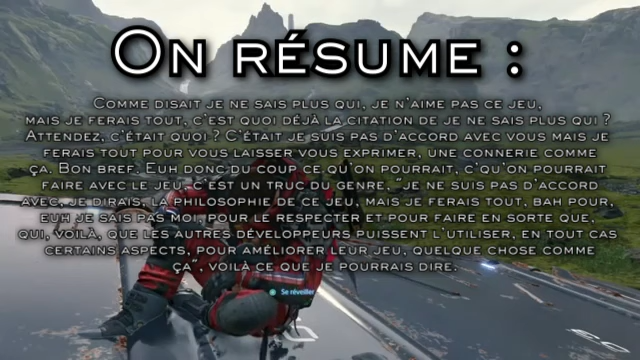 On résume :
Comme disait je ne sais plus qui, je n'aime pas ce jeu,
mais je ferais tout, c'est quoi déjà la citation de je ne sais plus qui ?
Attendez, c'était quoi ? C'était je suis pas d'accord avec vous mais je
ferais tout pour vous laisser vous exprimer, une connerie comme
ça. Bon bref. Euh donc du coup ce qu'on pourrait, c'qu'on pourrait
faire avec le jeu, c'est un truc du genre, "je ne suis pas d'accord
avec, je dirais, la philosophie de ce jeu, mais je ferais tout, bah pour,
euh je sais pas moi, pour le respecter et pour faire en sorte que,
qui, voilà, que les autres développeurs puissent l'utiliser, en tout cas
certains aspects, pour améliorer leur jeu, quelque chose comme
ça", voilà ce que je pourrais dire.
Se réveiller